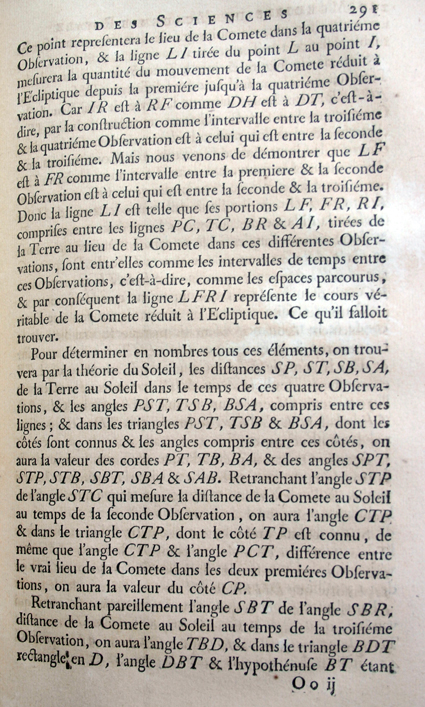 DES SCIENCES 291
Ce point repreſentera le lieu de la Comete dans la quatriéme
Obſervation, & la ligne LI tirée du point L au point I,
meſurera la quantité du mouvement de la Comete réduit à
l'Ecliptique depuis la premiére juſqu'à la quatriéme Obſer-
vation. Car IR eſt à RF comme DH eſt à DT, c'eſt-à-
dire, par la conſtruction comme l'intervalle entre la troiſiéme
& la quatriéme Obſervation eſt à celui qui eſt entre la ſeconde
& la troiſiéme. Mais nous venons de démontrer que LF
eſt à FR comme l'intervalle entre la premiere & la ſeconde
Obſervation eſt à celui qui eſt entre la ſeconde & la troiſiéme.
Donc la ligne LI eſt telle que ſes portions LF, FR, RI,
compriſes entre les lignes PC, TC, BR & AI, tirées de
la Terre au lieu de la Comete dans ces différentes Obſer-
vations, ſont entr'elles comme les intervalles de temps entre
ces Obſervations, c'eſt-à-dire, comme les eſpaces parcourus,
& par conſéquent la ligne LFRI repréſente le cours vé-
ritable de la Comete réduit à l'Ecliptique. Ce qu'il falloit
trouver.
Pour déterminer en nombres tous ces éléments, on trou-
vera par la théorie du Soleil, les diſtances SP, ST, SB, SA,
de la Terre au Soleil dans le temps de ces quatre Obſerva-
tions, & les angles PST, TSB, BSA, compris entre ces
lignes; & dans les triangles PST, TSB & BSA, dont les
côtés ſont connus & les angles compris entre ces côtés, on
aura la valeur des cordes PT, TB, BA, & des angles SPT,
STP, STB, SBT, SBA & SAB. Retranchant l'angle STP
de l'angle STC qui meſure la diſtance de la Comete au Soleil
au temps de la ſeconde Obſervation, on aura l'angle CTP
& dans le triangle CTP, dont le côté TP eſt connu, de
même que l'angle CTP & l'angle PCT, différence entre
le vrai lieu de la Comete dans les deux premiéres Obſerva-
tions, on aura la valeur du côté CP.
Retranchant pareillement l'angle SBT de l'angle SBR,
diſtance de la Comete au Soleil au temps de la troiſiéme
Obſervation, on aura l'angle TBD, & dans le triangle BDT
rectangle en D, l'angle DBT & l'hypothénuſe BT étant
Oo ij